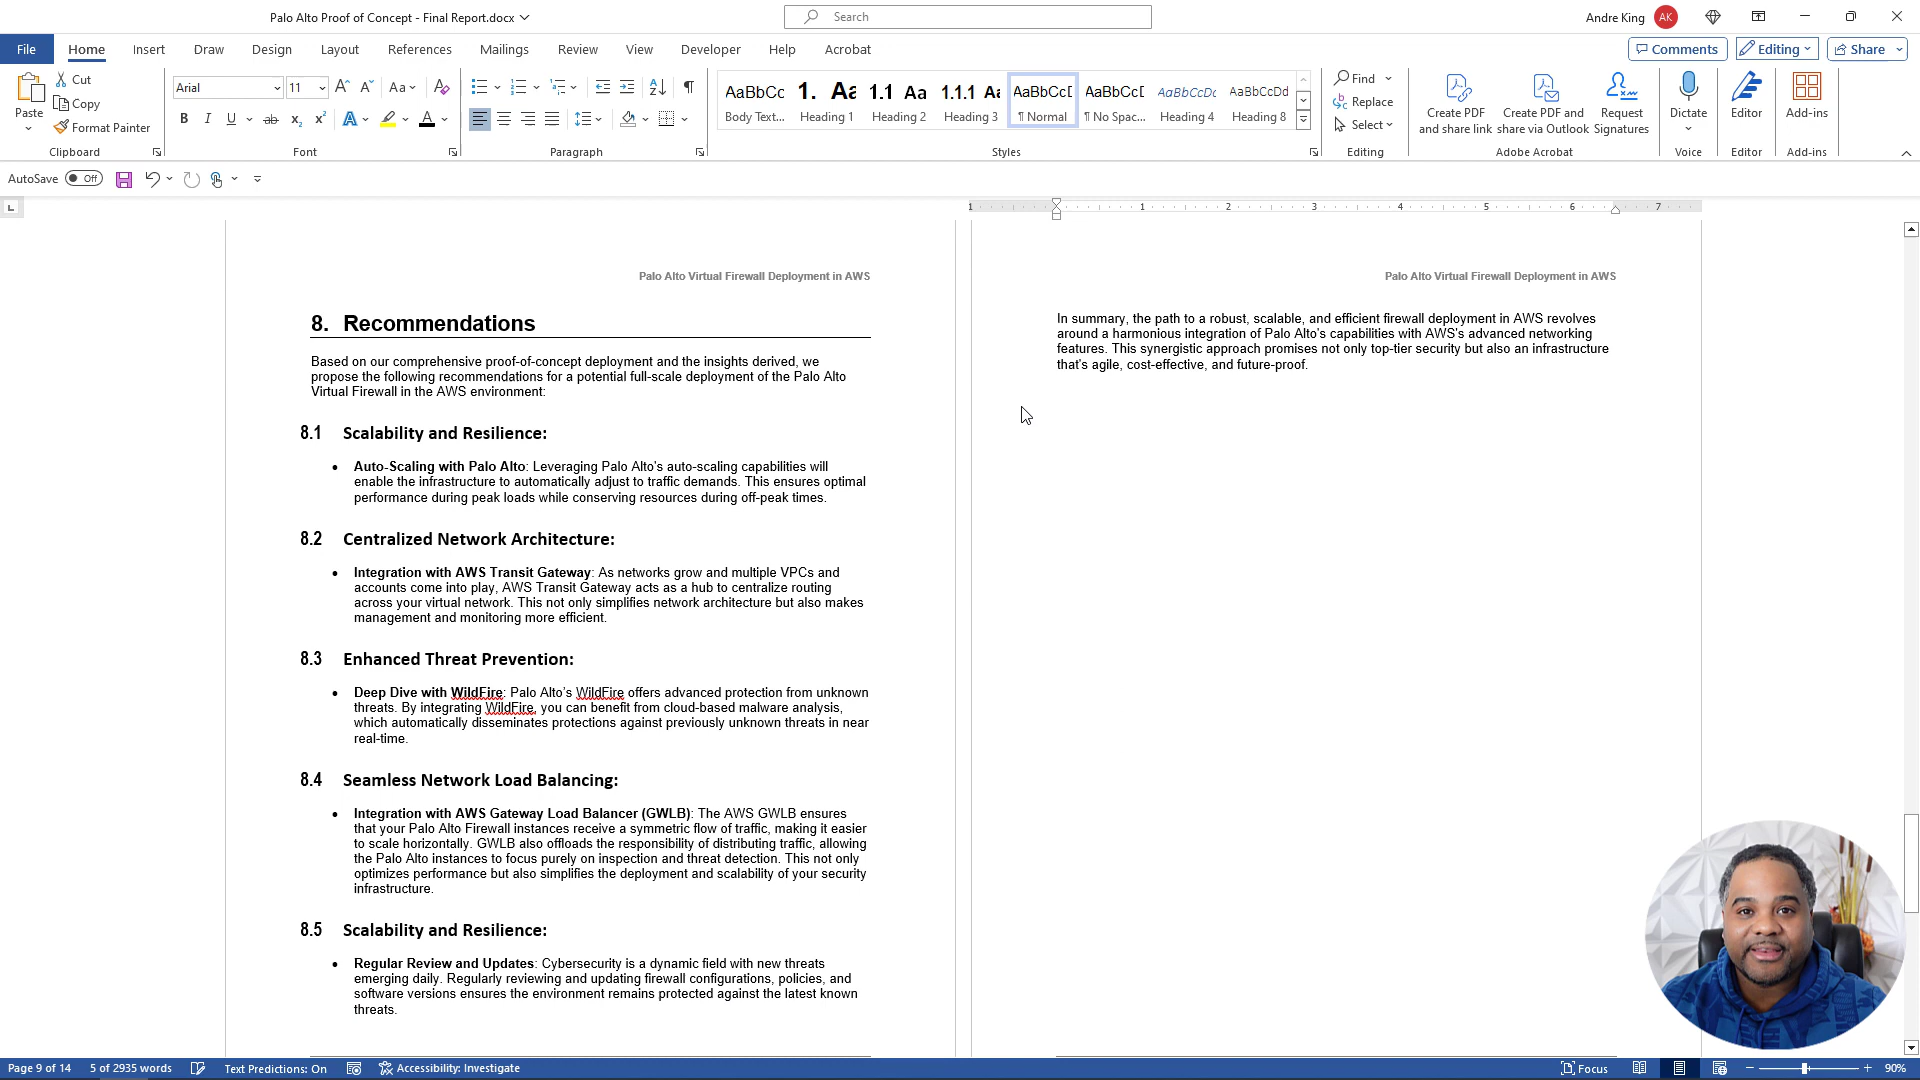 Palo Alto Proof of Concept - Final Report.docx
Search
Andre King AK
File Home Insert Draw Design Layout References Mailings Review View Developer Help Acrobat
Comments Editing Share
Paste
Cut
Copy
Format Painter
Clipboard
Arial 11
Font
Paragraph
AaBbCc
Body Text...
1. Aa
Heading 1
1.1 Aa
Heading 2
1.1.1 Aa
Heading 3
AaBbCcD
¶ Normal
AaBbCcD
¶ No Spac...
AaBbCcDc
Heading 4
AaBbCcDd
Heading 8
Styles
Find
Replace
Select
Editing
Create PDF
and share link
Create PDF and
share via Outlook
Request
Signatures
Adobe Acrobat
Dictate
Voice
Editor
Editor
Add-ins
Add-ins
AutoSave Off
1 1 2 3 4 5 6 7
Palo Alto Virtual Firewall Deployment in AWS
8. Recommendations
Based on our comprehensive proof-of-concept deployment and the insights derived, we
propose the following recommendations for a potential full-scale deployment of the Palo Alto
Virtual Firewall in the AWS environment:
8.1 Scalability and Resilience:
• Auto-Scaling with Palo Alto: Leveraging Palo Alto's auto-scaling capabilities will
enable the infrastructure to automatically adjust to traffic demands. This ensures optimal
performance during peak loads while conserving resources during off-peak times.
8.2 Centralized Network Architecture:
• Integration with AWS Transit Gateway: As networks grow and multiple VPCs and
accounts come into play, AWS Transit Gateway acts as a hub to centralize routing
across your virtual network. This not only simplifies network architecture but also makes
management and monitoring more efficient.
8.3 Enhanced Threat Prevention:
• Deep Dive with WildFire: Palo Alto's WildFire offers advanced protection from unknown
threats. By integrating WildFire, you can benefit from cloud-based malware analysis,
which automatically disseminates protections against previously unknown threats in near
real-time.
8.4 Seamless Network Load Balancing:
• Integration with AWS Gateway Load Balancer (GWLB): The AWS GWLB ensures
that your Palo Alto Firewall instances receive a symmetric flow of traffic, making it easier
to scale horizontally. GWLB also offloads the responsibility of distributing traffic, allowing
the Palo Alto instances to focus purely on inspection and threat detection. This not only
optimizes performance but also simplifies the deployment and scalability of your security
infrastructure.
8.5 Scalability and Resilience:
• Regular Review and Updates: Cybersecurity is a dynamic field with new threats
emerging daily. Regularly reviewing and updating firewall configurations, policies, and
software versions ensures the environment remains protected against the latest known
threats.
Palo Alto Virtual Firewall Deployment in AWS
In summary, the path to a robust, scalable, and efficient firewall deployment in AWS revolves
around a harmonious integration of Palo Alto's capabilities with AWS's advanced networking
features. This synergistic approach promises not only top-tier security but also an infrastructure
that's agile, cost-effective, and future-proof.
Page 9 of 14 5 of 2935 words Text Predictions: On Accessibility: Investigate Focus 90%